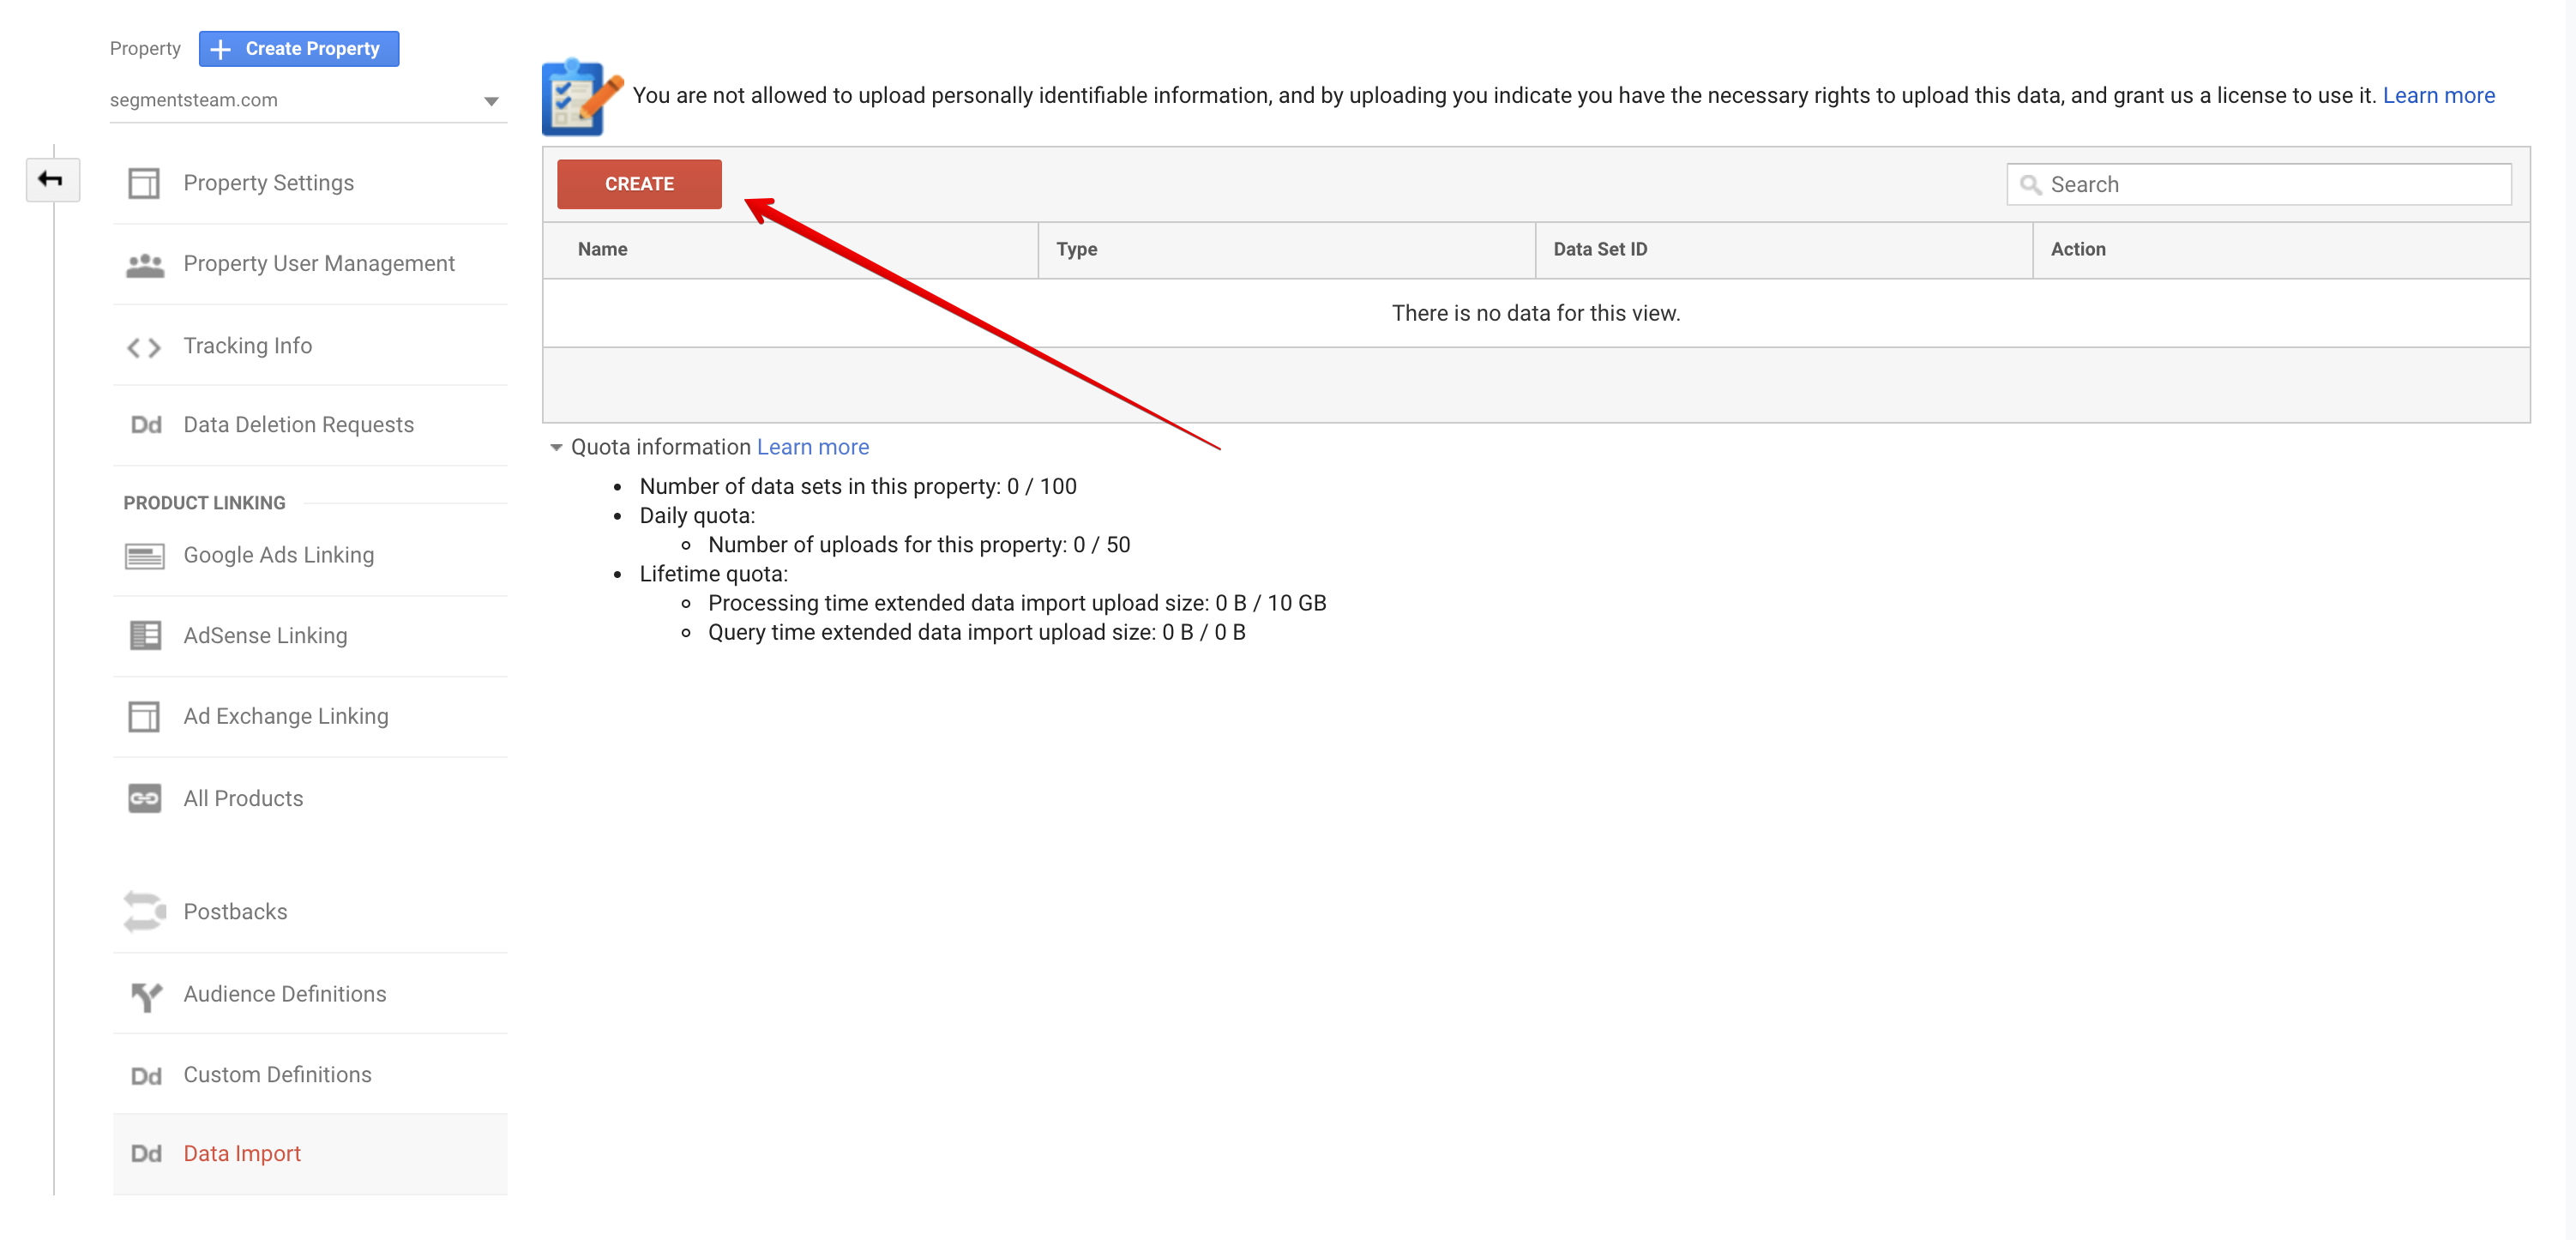 Property
Create Property
segmentsteam.com
Property Settings
Property User Management
Tracking Info
Dd Data Deletion Requests
PRODUCT LINKING
Google Ads Linking
AdSense Linking
Ad Exchange Linking
All Products
Postbacks
Audience Definitions
Dd Custom Definitions
Dd Data Import
You are not allowed to upload personally identifiable information, and by uploading you indicate you have the necessary rights to upload this data, and grant us a license to use it. Learn more
CREATE
Search
Name Type Data Set ID Action
There is no data for this view.
Quota information Learn more
• Number of data sets in this property: 0 / 100
• Daily quota:
◦ Number of uploads for this property: 0 / 50
• Lifetime quota:
◦ Processing time extended data import upload size: 0 B / 10 GB
◦ Query time extended data import upload size: 0 B / 0 B